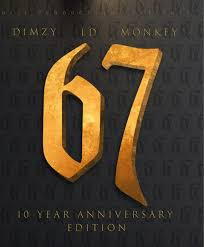 DIMZY LD MONKEY
67
10 YEAR ANNIVERSARY
EDITION